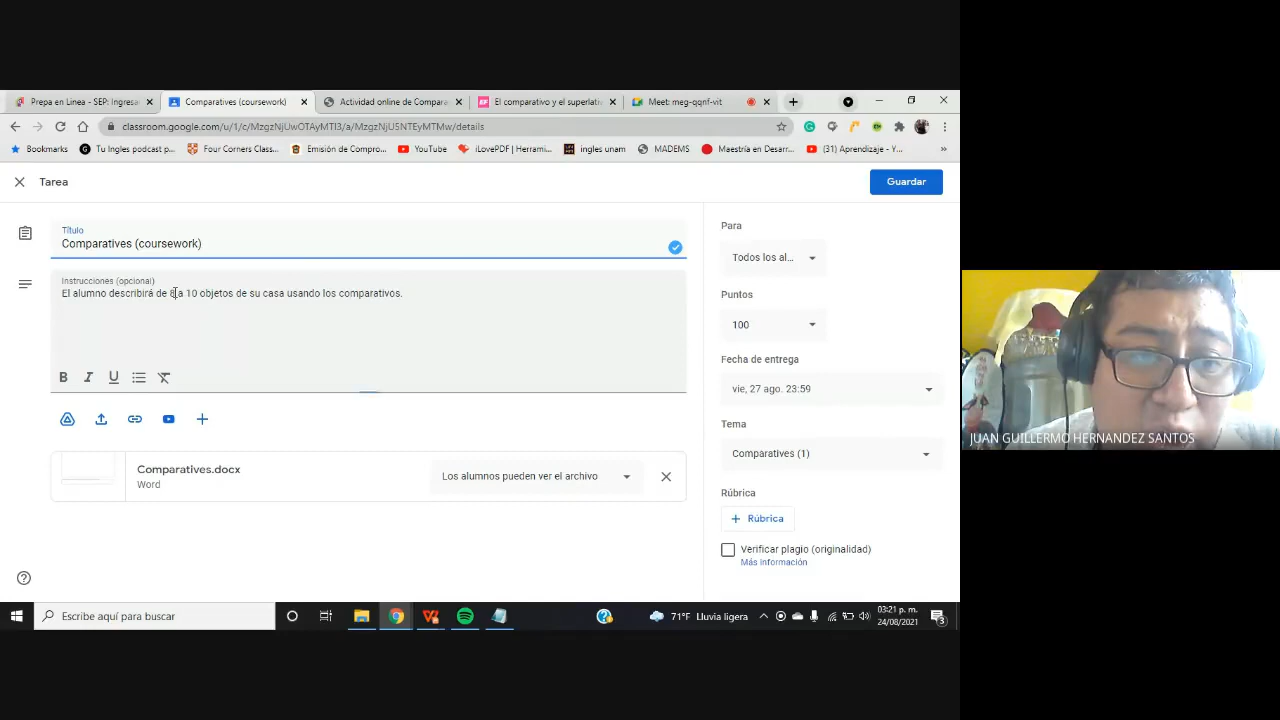 Prepa en Linea - SEP: Ingresa
Comparatives (coursework)
Actividad online de Compare
El comparativo y el superlativ
Meet: meg-qqnf-vit
classroom.google.com/u/1/c/MzgzNjUwOTAyMTI3/a/MzgzNjU5NTEyMTMw/details
Bookmarks
Tu Ingles podcast p...
Four Corners Class...
Emisión de Compro...
YouTube
iLovePDF | Herrami...
ingles unam
MADEMS
Maestría en Desarr...
(31) Aprendizaje - Y...
Tarea
Guardar
Título
Comparatives (coursework)
Instrucciones (opcional)
El alumno describirá de 8 a 10 objetos de su casa usando los comparativos.
Comparatives.docx
Word
Los alumnos pueden ver el archivo
Para
Todos los al...
Puntos
100
Fecha de entrega
vie, 27 ago. 23:59
Tema
Comparatives (1)
Rúbrica
Rúbrica
Verificar plagio (originalidad)
Más información
JUAN GUILLERMO HERNANDEZ SANTOS
Escribe aquí para buscar
71°F Lluvia ligera
03:21 p. m.
24/08/2021
3